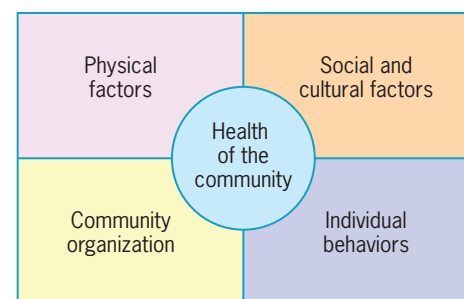 Physical
factors
Social and
cultural factors
Health
of the
community
Community
organization
Individual
behaviors